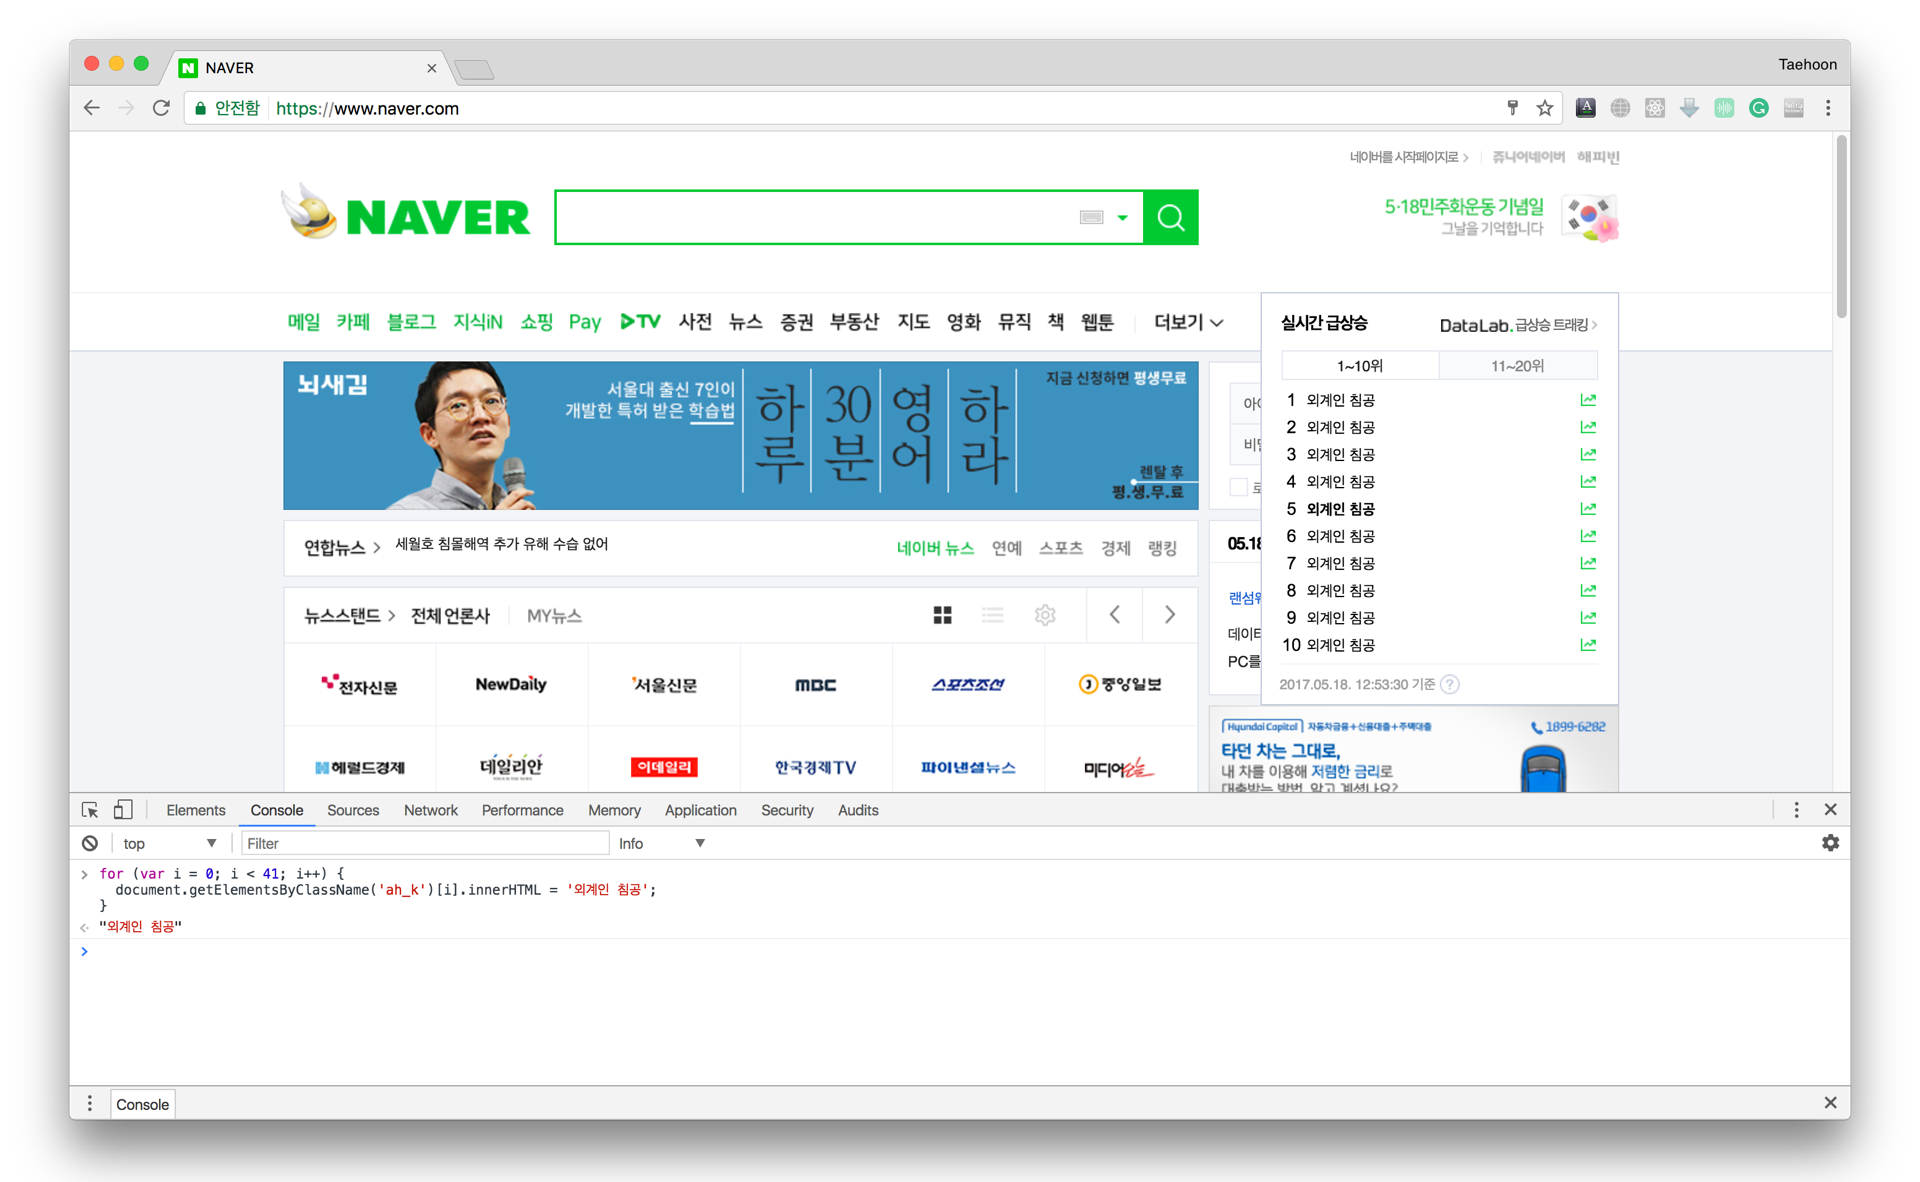 NAVER
Taehoon
안전함 https://www.naver.com
네이버를 시작페이지로 쥬니어네이버 해피빈
NAVER
5·18민주화운동 기념일
그날을 기억합니다
메일 카페 블로그 지식iN 쇼핑 Pay TV 사전 뉴스 증권 부동산 지도 영화 뮤직 책 웹툰 더보기
실시간 급상승 DataLab. 급상승 트래킹
1~10위 11~20위
1 외계인 침공
2 외계인 침공
3 외계인 침공
4 외계인 침공
5 외계인 침공
6 외계인 침공
7 외계인 침공
8 외계인 침공
9 외계인 침공
10 외계인 침공
2017.05.18. 12:53:30 기준 ?
뇌새김
서울대 출신 7인이
개발한 특허 받은 학습법
하루
30분
영어
하라
지금 신청하면 평생무료
렌탈 후
평.생.무.료
연합뉴스 세월호 침몰해역 추가 유해 수습 없어
네이버 뉴스 연예 스포츠 경제 랭킹
05.18
뉴스스탠드 전체 언론사 MY뉴스
데이터
PC를
전자신문 NewDaily 서울신문 MBC 스포츠조선 중앙일보
헤럴드경제 데일리안 이데일리 한국경제TV 파이낸셜뉴스 미디어오늘
Hyundai Capital 자동차금융+신용대출+주택대출 1899-6282
타던 차는 그대로,
내 차를 이용해 저렴한 금리로
대출받는 방법, 알고 계셨나요?
Elements Console Sources Network Performance Memory Application Security Audits
top Filter Info
for (var i = 0; i < 41; i++) {
document.getElementsByClassName('ah_k')[i].innerHTML = '외계인 침공';
}
"외계인 침공"
Console